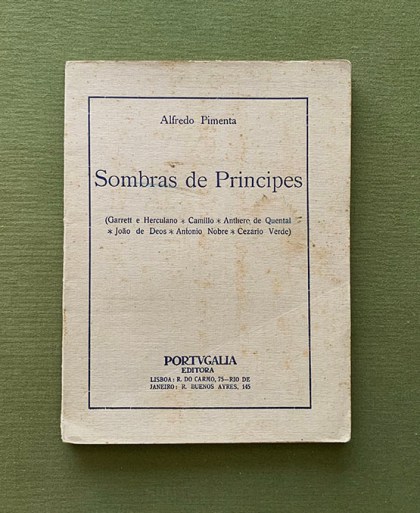 Alfredo Pimenta
Sombras de Principes
(Garrett e Herculano * Camillo * Anthero de Quental
* João de Deos * Antonio Nobre * Cezario Verde)
PORTVGALIA
EDITORA
LISBOA: R. DO CARMO, 75—RIO DE
JANEIRO: R. BUENOS AYRES, 145